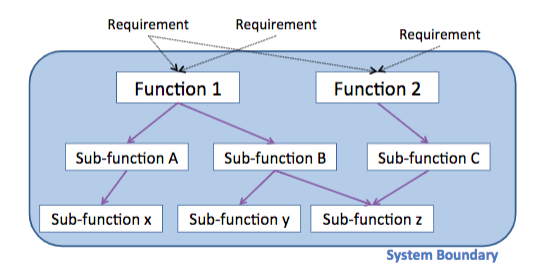 Requirement
Requirement
Requirement
Function 1
Function 2
Sub-function A
Sub-function B
Sub-function C
Sub-function x
Sub-function y
Sub-function z
System Boundary